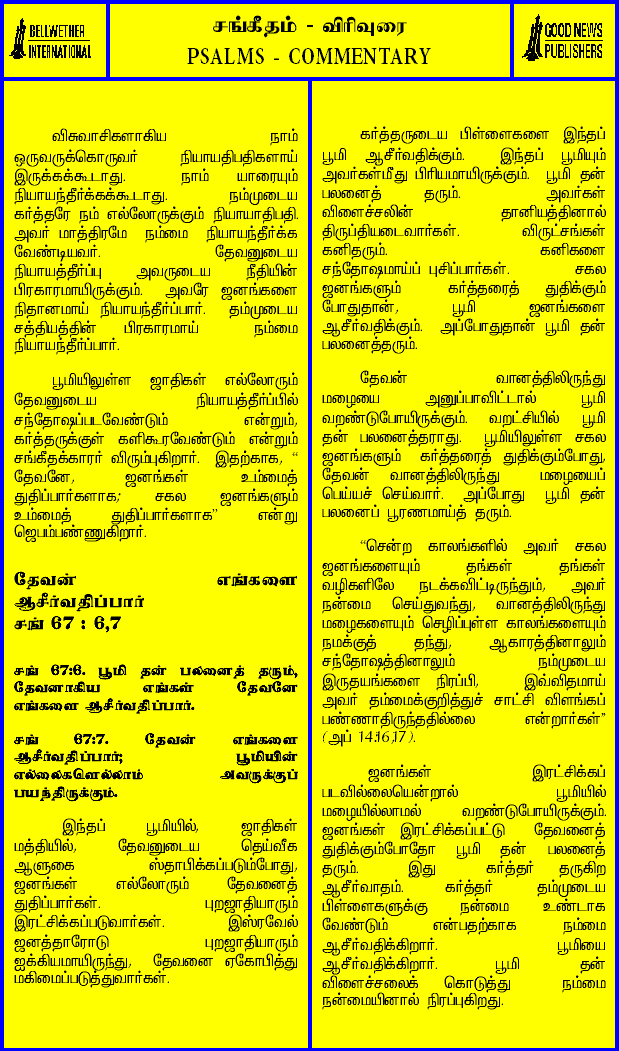 BELLWETHER
INTERNATIONAL
சங்கீதம் - விரிவுரை
PSALMS - COMMENTARY
GOOD NEWS
PUBLISHERS
விசுவாசிகளாகிய நாம்
ஒருவருக்கொருவர் நியாயதிபதிகளாய்
இருக்கக்கூடாது. நாம் யாரையும்
நியாயந்தீர்க்கக்கூடாது. நம்முடைய
கர்த்தரே நம் எல்லோருக்கும் நியாயாதிபதி.
அவர் மாத்திரமே நம்மை நியாயந்தீர்க்க
வேண்டியவர். தேவனுடைய
நியாயத்தீர்ப்பு அவருடைய நீதியின்
பிரகாரமாயிருக்கும். அவரே ஜனங்களை
நிதானமாய் நியாயந்தீர்ப்பார். தம்முடைய
சத்தியத்தின் பிரகாரமாய் நம்மை
நியாயந்தீர்ப்பார்.
பூமியிலுள்ள ஜாதிகள் எல்லோரும்
தேவனுடைய நியாயத்தீர்ப்பில்
சந்தோஷப்படவேண்டும் என்றும்,
கர்த்தருக்குள் களிகூரவேண்டும் என்றும்
சங்கீதக்காரர் விரும்புகிறார். இதற்காக, “
தேவனே, ஜனங்கள் உம்மைத்
துதிப்பார்களாக; சகல ஜனங்களும்
உம்மைத் துதிப்பார்களாக” என்று
ஜெபம்பண்ணுகிறார்.
தேவன் எங்களை
ஆசீர்வதிப்பார்
சங் 67 : 6,7
சங் 67:6. பூமி தன் பலனைத் தரும்,
தேவனாகிய எங்கள் தேவனே
எங்களை ஆசீர்வதிப்பார்.
சங் 67:7. தேவன் எங்களை
ஆசீர்வதிப்பார்; பூமியின்
எல்லைகளெல்லாம் அவருக்குப்
பயந்திருக்கும்.
இந்தப் பூமியில், ஜாதிகள்
மத்தியில், தேவனுடைய தெய்வீக
ஆளுகை ஸ்தாபிக்கப்படும்போது,
ஜனங்கள் எல்லோரும் தேவனைத்
துதிப்பார்கள். புறஜாதியாரும்
இரட்சிக்கப்படுவார்கள். இஸ்ரவேல்
ஜனத்தாரோடு புறஜாதியாரும்
ஐக்கியமாயிருந்து, தேவனை ஏகோபித்து
மகிமைப்படுத்துவார்கள்.
கர்த்தருடைய பிள்ளைகளை இந்தப்
பூமி ஆசீர்வதிக்கும். இந்தப் பூமியும்
அவர்கள்மீது பிரியமாயிருக்கும். பூமி தன்
பலனைத் தரும். அவர்கள்
விளைச்சலின் தானியத்தினால்
திருப்தியடைவார்கள். விருட்சங்கள்
கனிதரும். கனிகளை
சந்தோஷமாய்ப் புசிப்பார்கள். சகல
ஜனங்களும் கர்த்தரைத் துதிக்கும்
போதுதான், பூமி ஜனங்களை
ஆசீர்வதிக்கும். அப்போதுதான் பூமி தன்
பலனைத்தரும்.
தேவன் வானத்திலிருந்து
மழையை அனுப்பாவிட்டால் பூமி
வறண்டுபோயிருக்கும். வறட்சியில் பூமி
தன் பலனைத்தராது. பூமியிலுள்ள சகல
ஜனங்களும் கர்த்தரைத் துதிக்கும்போது,
தேவன் வானத்திலிருந்து மழையைப்
பெய்யச் செய்வார். அப்போது பூமி தன்
பலனைப் பூரணமாய்த் தரும்.
“சென்ற காலங்களில் அவர் சகல
ஜனங்களையும் தங்கள் தங்கள்
வழிகளிலே நடக்கவிட்டிருந்தும், அவர்
நன்மை செய்துவந்து, வானத்திலிருந்து
மழைகளையும் செழிப்புள்ள காலங்களையும்
நமக்குத் தந்து, ஆகாரத்தினாலும்
சந்தோஷத்தினாலும் நம்முடைய
இருதயங்களை நிரப்பி, இவ்விதமாய்
அவர் தம்மைக்குறித்துச் சாட்சி விளங்கப்
பண்ணாதிருந்ததில்லை என்றார்கள்”
(அப் 14:16,17).
ஜனங்கள் இரட்சிக்கப்
படவில்லையென்றால் பூமியில்
மழையில்லாமல் வறண்டுபோயிருக்கும்.
ஜனங்கள் இரட்சிக்கப்பட்டு தேவனைத்
துதிக்கும்போதோ பூமி தன் பலனைத்
தரும். இது கர்த்தர் தருகிற
ஆசீர்வாதம். கர்த்தர் தம்முடைய
பிள்ளைகளுக்கு நன்மை உண்டாக
வேண்டும் என்பதற்காக நம்மை
ஆசீர்வதிக்கிறார். பூமியை
ஆசீர்வதிக்கிறார். பூமி தன்
விளைச்சலைக் கொடுத்து நம்மை
நன்மையினால் நிரப்புகிறது.